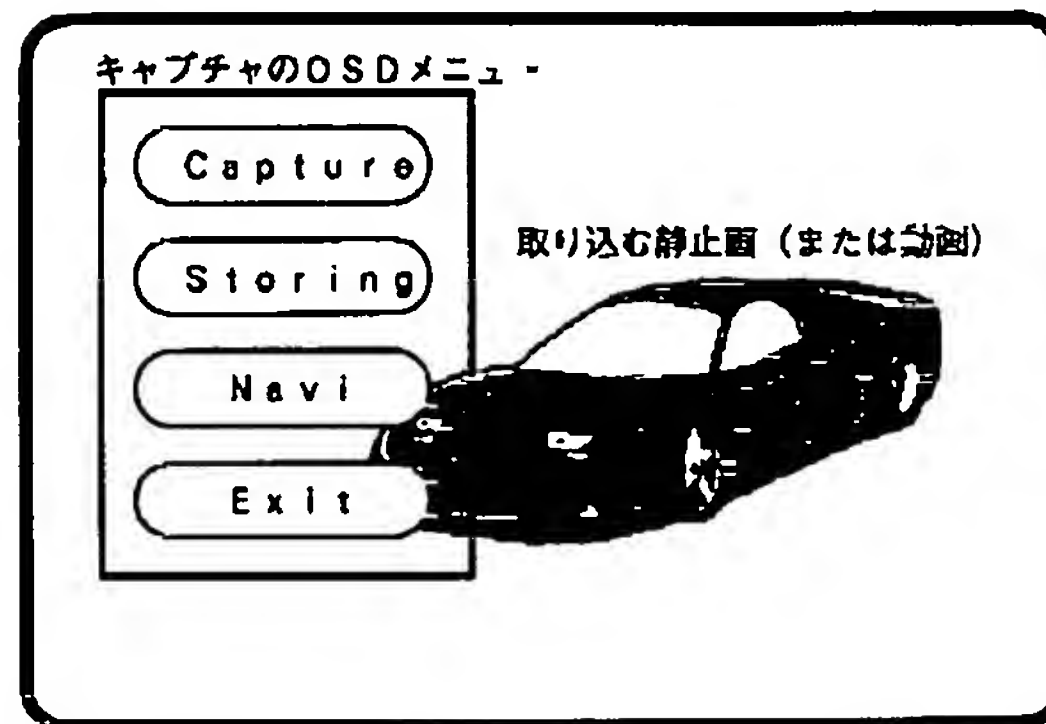 キャプチャのOSDメニュー
Capture
Storing
Navi
Exit
取り込む静止画（または動画）